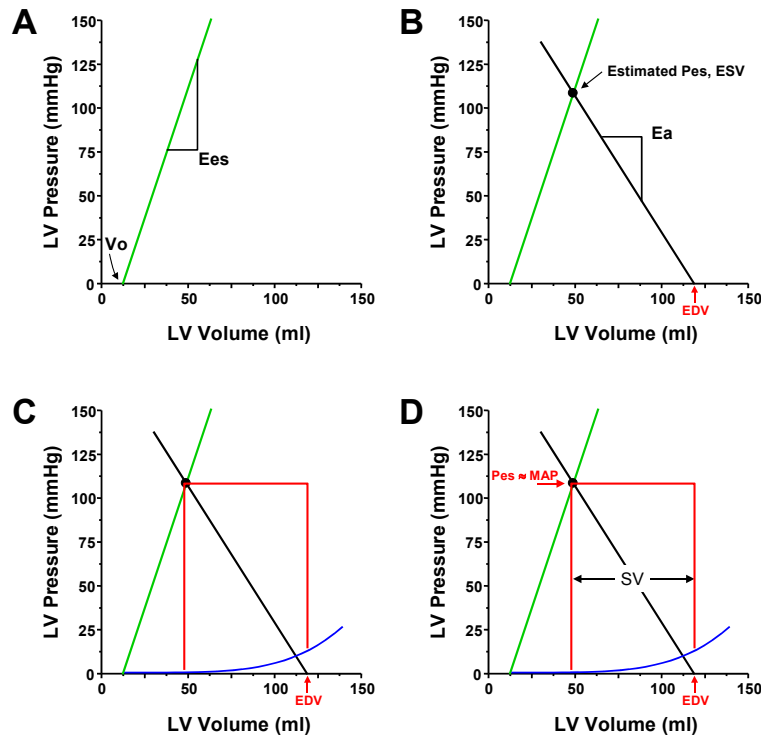 A
LV Pressure (mmHg)
150
125
100
75
50
25
0
Ees
Vo
0 50 100 150
LV Volume (ml)
B
LV Pressure (mmHg)
150
125
100
75
50
25
0
Estimated Pes, ESV
Ea
0 50 100 150
EDV
LV Volume (ml)
C
LV Pressure (mmHg)
150
125
100
75
50
25
0
0 50 100 150
EDV
LV Volume (ml)
D
LV Pressure (mmHg)
150
125
100
75
50
25
0
Pes ≈ MAP
SV
0 50 100 150
EDV
LV Volume (ml)